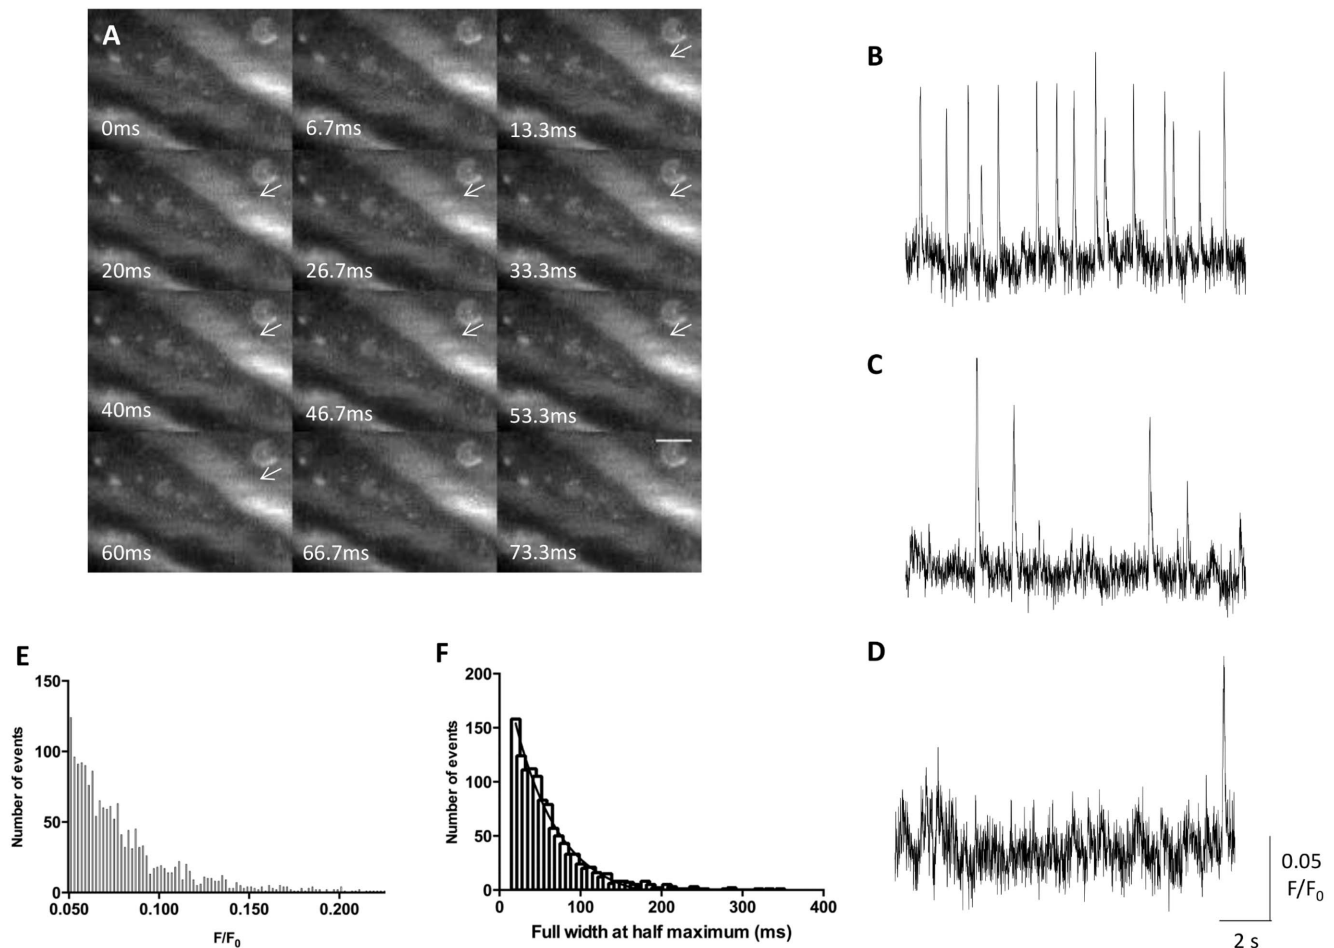 A
0ms
6.7ms
13.3ms
20ms
26.7ms
33.3ms
40ms
46.7ms
53.3ms
60ms
66.7ms
73.3ms
B
C
D
0.05
F/F₀
2 s
E
150
100
50
0
0.050
0.100
0.150
0.200
Number of events
F/F₀
F
200
150
100
50
0
0
100
200
300
400
Number of events
Full width at half maximum (ms)